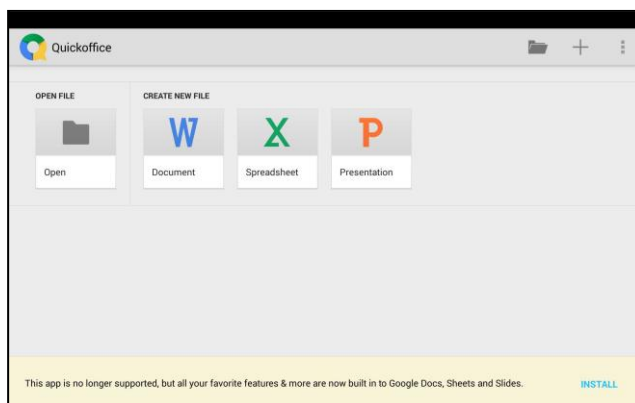 Quickoffice
OPEN FILE
CREATE NEW FILE
W
X
P
Open
Document
Spreadsheet
Presentation
This app is no longer supported, but all your favorite features & more are now built in to Google Docs, Sheets and Slides.
INSTALL